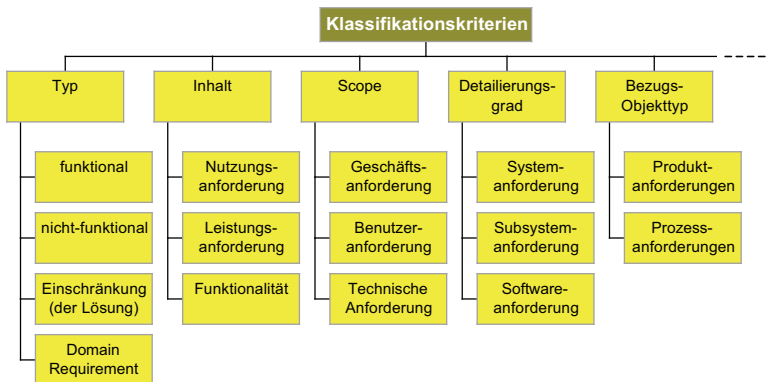 Klassifikationskriterien
Typ
Inhalt
Scope
Detailierungs-
grad
Bezugs-
Objekttyp
funktional
nicht-funktional
Einschränkung
(der Lösung)
Domain
Requirement
Nutzungs-
anforderung
Leistungs-
anforderung
Funktionalität
Geschäfts-
anforderung
Benutzer-
anforderung
Technische
Anforderung
System-
anforderung
Subsystem-
anforderung
Software-
anforderung
Produkt-
anforderungen
Prozess-
anforderungen